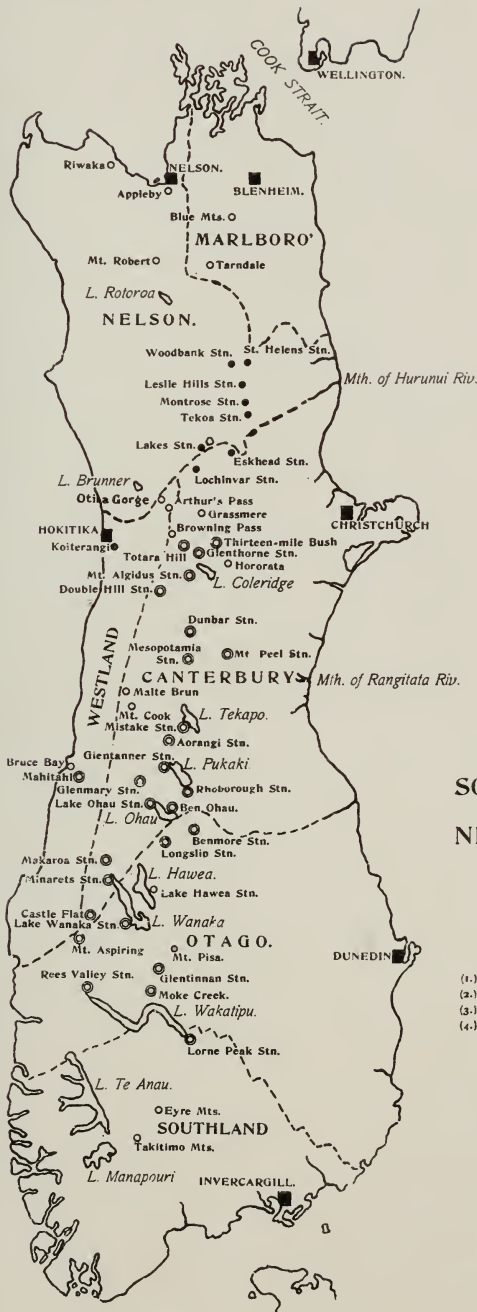 COOK STRAIT.
WELLINGTON.
Riwaka
NELSON.
Appleby
BLENHEIM.
Blue Mts.
MARLBORO'
Mt. Robert
Tarndale
L. Rotoroa
NELSON.
Woodbank Stn.
St. Helens Stn.
Leslie Hills Stn.
Mth. of Hurunui Riv.
Montrose Stn.
Tekoa Stn.
Lakes Stn.
Eskhead Stn.
L. Brunner
Lochinvar Stn.
Otira Gorge
Arthur's Pass
Grassmere
CHRISTCHURCH
HOKITIKA
Browning Pass
Koiterangi
Thirteen-mile Bush
Totara Hill
Glenthorne Stn.
Hororata
Mt. Algidus Stn.
L. Coleridge
Double Hill Stn.
Dunbar Stn.
Mesopotamia
Stn.
Mt Peel Stn.
WESTLAND
CANTERBURY
Mth. of Rangitata Riv.
Malte Brun
Mt. Cook
L. Tekapo.
Mistake Stn.
Aorangi Stn.
Bruce Bay
Glentanner Stn.
L. Pukaki
Mahitahi
Glenmary Stn.
Rhoborough Stn.
Lake Ohau Stn.
Ben Ohau.
L. Ohau
Benmore Stn.
Longslip Stn.
Makaroa Stn.
L. Hawea.
Minarets Stn.
Lake Hawea Stn.
Castle Flat
Lake Wanaka Stn.
L. Wanaka
OTAGO.
Mt. Aspiring
Mt. Pisa
DUNEDIN
Rees Valley Stn.
Glentinnan Stn.
Moke Creek.
L. Wakatipu.
Lorne Peak Stn.
L. Te Anau.
Eyre Mts.
SOUTHLAND
Takitimo Mts.
L. Manapouri
INVERCARGILL.
SO
NE
(1.)
(2.)
(3.)
(4.)